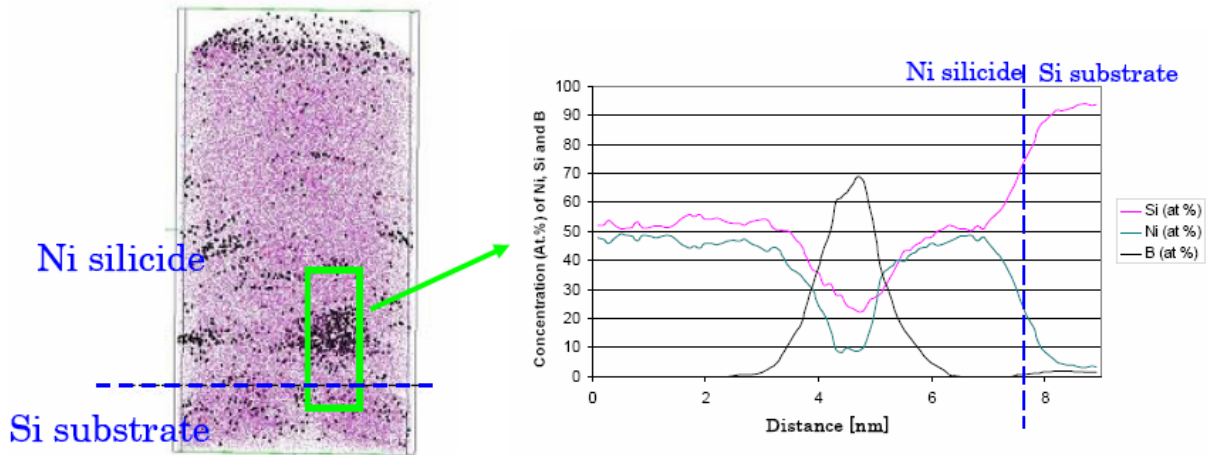 Ni silicide
Si substrate
Ni silicide
Si substrate
Concentration (At.%) of Ni, Si and B
100
90
80
70
60
50
40
30
20
10
0
0
2
4
6
8
Distance [nm]
Si (at %)
Ni (at %)
B (at %)